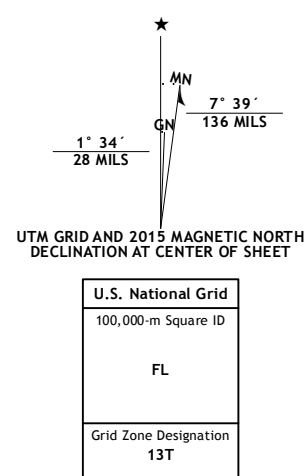 ★
MN
7° 39´
136 MILS
GN
1° 34´
28 MILS
UTM GRID AND 2015 MAGNETIC NORTH
DECLINATION AT CENTER OF SHEET
U.S. National Grid
100,000-m Square ID
FL
Grid Zone Designation
13T